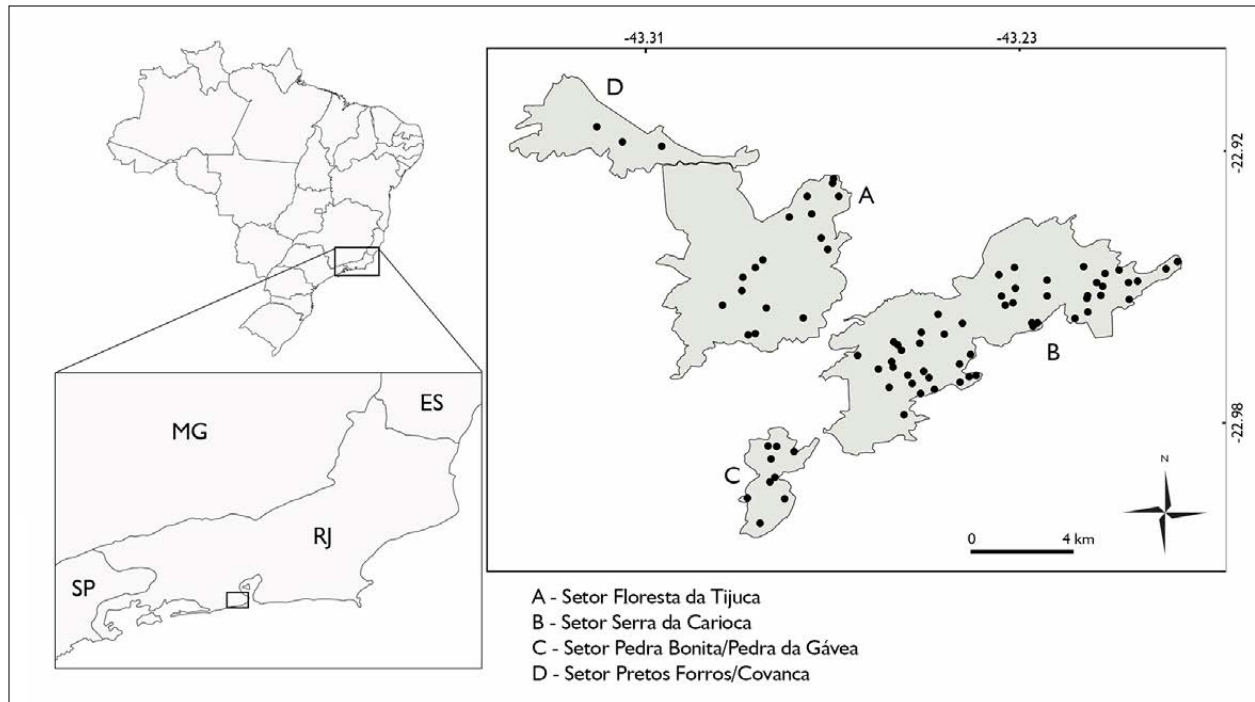 -43.31
-43.23
D
-22.92
A
B
-22.98
C
N
0 4 km
ES
MG
RJ
SP
A - Setor Floresta da Tijuca
B - Setor Serra da Carioca
C - Setor Pedra Bonita/Pedra da Gávea
D - Setor Pretos Forros/Covanca